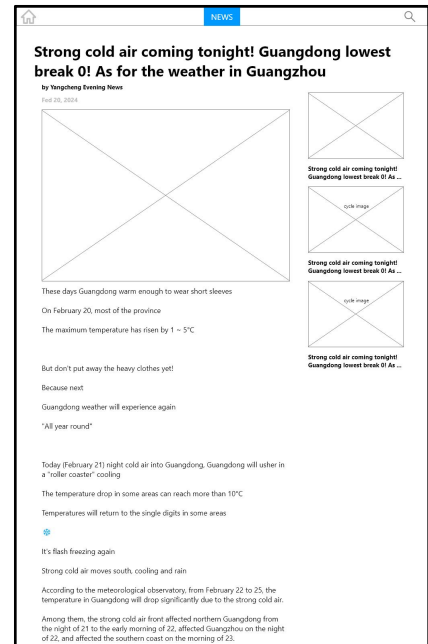 NEWS
Strong cold air coming tonight! Guangdong lowest
break 0! As for the weather in Guangzhou
by Yangcheng Evening News
Fed 20, 2024
These days Guangdong warm enough to wear short sleeves
On February 20, most of the province
The maximum temperature has risen by 1 ~ 5°C
But don't put away the heavy clothes yet!
Because next
Guangdong weather will experience again
"All year round"
Today (February 21) night cold air into Guangdong, Guangdong will usher in
a "roller coaster" cooling
The temperature drop in some areas can reach more than 10°C
Temperatures will return to the single digits in some areas
It's flash freezing again
Strong cold air moves south, cooling and rain
According to the meteorological observatory, from February 22 to 25, the
temperature in Guangdong will drop significantly due to the strong cold air.
Among them, the strong cold air front affected northern Guangdong from
the night of 21 to the early morning of 22, affected Guangzhou on the night
of 22, and affected the southern coast on the morning of 23.
Strong cold air coming tonight!
Guangdong lowest break 0! As ...
cycle image
Strong cold air coming tonight!
Guangdong lowest break 0! As ...
cycle image
Strong cold air coming tonight!
Guangdong lowest break 0! As ...